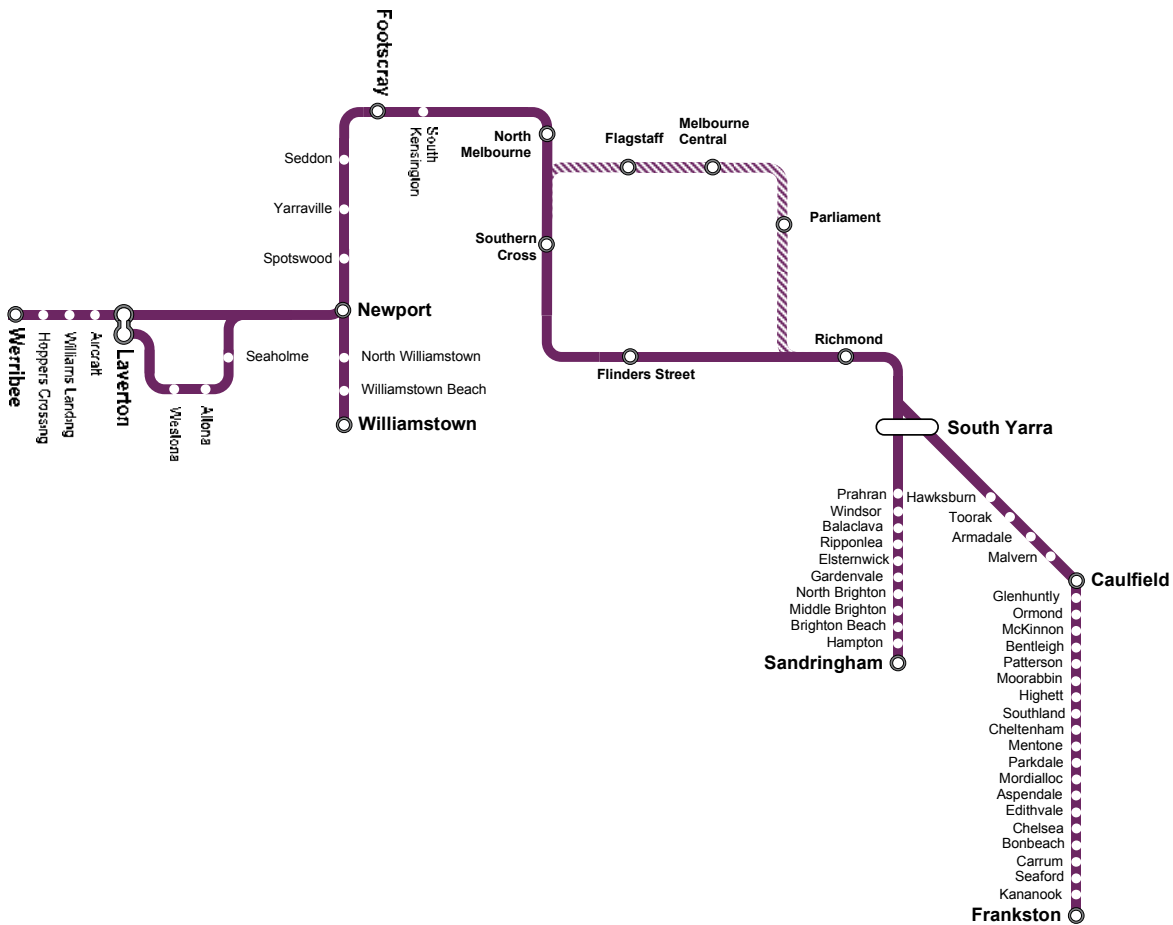 Footscray
South
Kensington
North
Melbourne
Flagstaff
Melbourne
Central
Seddon
Yarraville
Spotswood
Southern
Cross
Parliament
Newport
Werribee
Hoppers Crossing
Williams Landing
Aircraft
Laverton
Westona
Altona
Seaholme
North Williamstown
Williamstown Beach
Williamstown
Flinders Street
Richmond
South Yarra
Prahran
Windsor
Balaclava
Ripponlea
Elsternwick
Gardenvale
North Brighton
Middle Brighton
Brighton Beach
Hampton
Sandringham
Hawksburn
Toorak
Armadale
Malvern
Caulfield
Glenhuntly
Ormond
McKinnon
Bentleigh
Patterson
Moorabbin
Highett
Southland
Cheltenham
Mentone
Parkdale
Mordialloc
Aspendale
Edithvale
Chelsea
Bonbeach
Carrum
Seaford
Kananook
Frankston